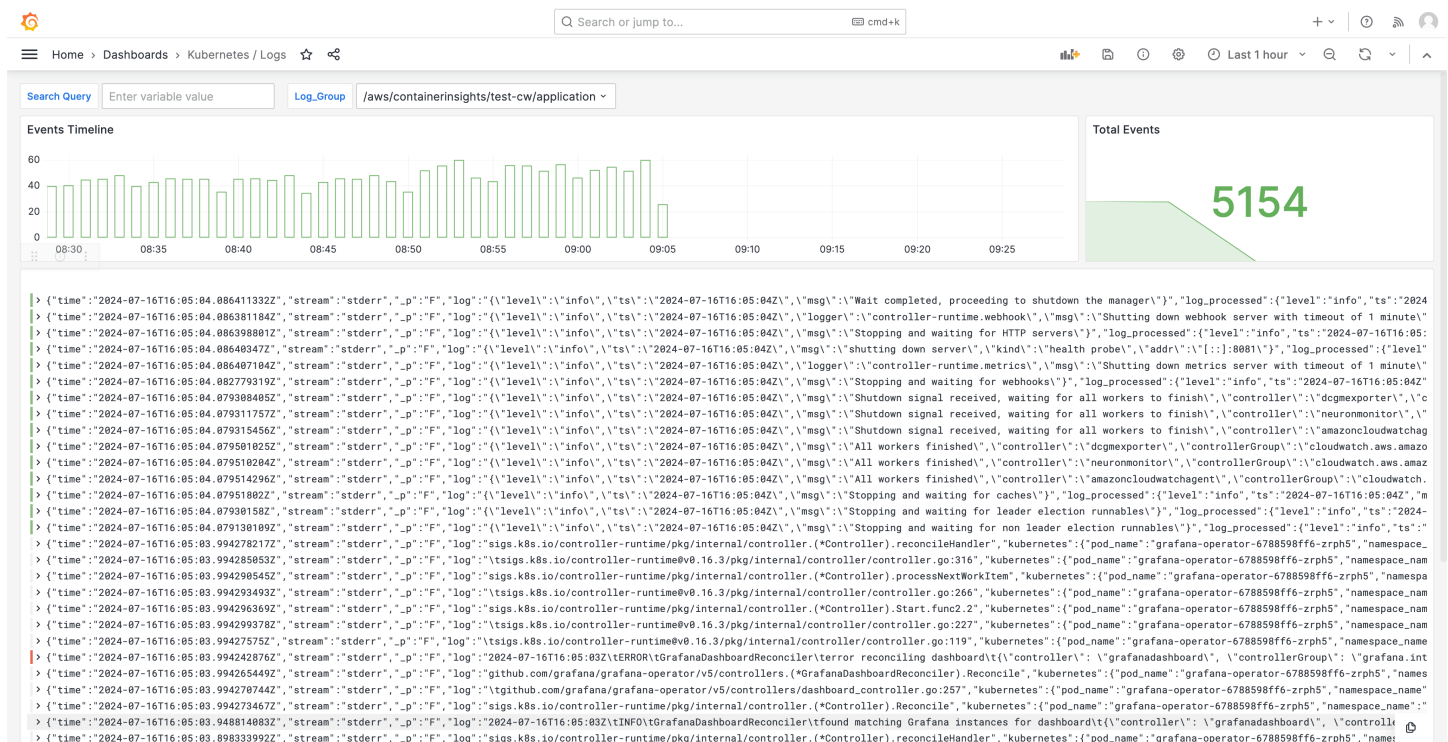 Search or jump to...
cmd+k
Home › Dashboards › Kubernetes / Logs
Last 1 hour
Search Query
Enter variable value
Log_Group
/aws/containerinsights/test-cw/application
Events Timeline
60
40
20
0
08:30 08:35 08:40 08:45 08:50 08:55 09:00 09:05 09:10 09:15 09:20 09:25
Total Events
5154
> {"time":"2024-07-16T16:05:04.086411332Z","stream":"stderr","_p":"F","log":"{\"level\":\"info\",\"ts\":\"2024-07-16T16:05:04Z\",\"msg\":\"Wait completed, proceeding to shutdown the manager\"}","log_processed":{"level":"info","ts":"2024
> {"time":"2024-07-16T16:05:04.086381184Z","stream":"stderr","_p":"F","log":"{\"level\":\"info\",\"ts\":\"2024-07-16T16:05:04Z\",\"logger\":\"controller-runtime.webhook\",\"msg\":\"Shutting down webhook server with timeout of 1 minute\"
> {"time":"2024-07-16T16:05:04.086398801Z","stream":"stderr","_p":"F","log":"{\"level\":\"info\",\"ts\":\"2024-07-16T16:05:04Z\",\"msg\":\"Stopping and waiting for HTTP servers\"}","log_processed":{"level":"info","ts":"2024-07-16T16:05:
> {"time":"2024-07-16T16:05:04.08640347Z","stream":"stderr","_p":"F","log":"{\"level\":\"info\",\"ts\":\"2024-07-16T16:05:04Z\",\"msg\":\"shutting down server\",\"kind\":\"health probe\",\"addr\":\"[::]:8081\"}","log_processed":{"level"
> {"time":"2024-07-16T16:05:04.086407104Z","stream":"stderr","_p":"F","log":"{\"level\":\"info\",\"ts\":\"2024-07-16T16:05:04Z\",\"logger\":\"controller-runtime.metrics\",\"msg\":\"Shutting down metrics server with timeout of 1 minute\"
> {"time":"2024-07-16T16:05:04.082779319Z","stream":"stderr","_p":"F","log":"{\"level\":\"info\",\"ts\":\"2024-07-16T16:05:04Z\",\"msg\":\"Stopping and waiting for webhooks\"}","log_processed":{"level":"info","ts":"2024-07-16T16:05:04Z"
> {"time":"2024-07-16T16:05:04.079308405Z","stream":"stderr","_p":"F","log":"{\"level\":\"info\",\"ts\":\"2024-07-16T16:05:04Z\",\"msg\":\"Shutdown signal received, waiting for all workers to finish\",\"controller\":\"dcgmexporter\",\"c
> {"time":"2024-07-16T16:05:04.079311757Z","stream":"stderr","_p":"F","log":"{\"level\":\"info\",\"ts\":\"2024-07-16T16:05:04Z\",\"msg\":\"Shutdown signal received, waiting for all workers to finish\",\"controller\":\"neuronmonitor\",\"
> {"time":"2024-07-16T16:05:04.079315456Z","stream":"stderr","_p":"F","log":"{\"level\":\"info\",\"ts\":\"2024-07-16T16:05:04Z\",\"msg\":\"Shutdown signal received, waiting for all workers to finish\",\"controller\":\"amazoncloudwatchag
> {"time":"2024-07-16T16:05:04.079501025Z","stream":"stderr","_p":"F","log":"{\"level\":\"info\",\"ts\":\"2024-07-16T16:05:04Z\",\"msg\":\"All workers finished\",\"controller\":\"dcgmexporter\",\"controllerGroup\":\"cloudwatch.aws.amazo
> {"time":"2024-07-16T16:05:04.079510204Z","stream":"stderr","_p":"F","log":"{\"level\":\"info\",\"ts\":\"2024-07-16T16:05:04Z\",\"msg\":\"All workers finished\",\"controller\":\"neuronmonitor\",\"controllerGroup\":\"cloudwatch.aws.amaz
> {"time":"2024-07-16T16:05:04.079514296Z","stream":"stderr","_p":"F","log":"{\"level\":\"info\",\"ts\":\"2024-07-16T16:05:04Z\",\"msg\":\"All workers finished\",\"controller\":\"amazoncloudwatchagent\",\"controllerGroup\":\"cloudwatch.
> {"time":"2024-07-16T16:05:04.07951802Z","stream":"stderr","_p":"F","log":"{\"level\":\"info\",\"ts\":\"2024-07-16T16:05:04Z\",\"msg\":\"Stopping and waiting for caches\"}","log_processed":{"level":"info","ts":"2024-07-16T16:05:04Z","m
> {"time":"2024-07-16T16:05:04.07930158Z","stream":"stderr","_p":"F","log":"{\"level\":\"info\",\"ts\":\"2024-07-16T16:05:04Z\",\"msg\":\"Stopping and waiting for leader election runnables\"}","log_processed":{"level":"info","ts":"2024-
> {"time":"2024-07-16T16:05:04.079130109Z","stream":"stderr","_p":"F","log":"{\"level\":\"info\",\"ts\":\"2024-07-16T16:05:04Z\",\"msg\":\"Stopping and waiting for non leader election runnables\"}","log_processed":{"level":"info","ts":"
> {"time":"2024-07-16T16:05:03.994278217Z","stream":"stderr","_p":"F","log":"sigs.k8s.io/controller-runtime/pkg/internal/controller.(*Controller).reconcileHandler","kubernetes":{"pod_name":"grafana-operator-6788598ff6-zrph5","namespace_
> {"time":"2024-07-16T16:05:03.994285053Z","stream":"stderr","_p":"F","log":"\tsigs.k8s.io/controller-runtime@v0.16.3/pkg/internal/controller/controller.go:316","kubernetes":{"pod_name":"grafana-operator-6788598ff6-zrph5","namespace_nam
> {"time":"2024-07-16T16:05:03.994290545Z","stream":"stderr","_p":"F","log":"sigs.k8s.io/controller-runtime/pkg/internal/controller.(*Controller).processNextWorkItem","kubernetes":{"pod_name":"grafana-operator-6788598ff6-zrph5","namespa
> {"time":"2024-07-16T16:05:03.994293493Z","stream":"stderr","_p":"F","log":"\tsigs.k8s.io/controller-runtime@v0.16.3/pkg/internal/controller/controller.go:266","kubernetes":{"pod_name":"grafana-operator-6788598ff6-zrph5","namespace_nam
> {"time":"2024-07-16T16:05:03.994296369Z","stream":"stderr","_p":"F","log":"sigs.k8s.io/controller-runtime/pkg/internal/controller.(*Controller).Start.func2.2","kubernetes":{"pod_name":"grafana-operator-6788598ff6-zrph5","namespace_nam
> {"time":"2024-07-16T16:05:03.994299378Z","stream":"stderr","_p":"F","log":"\tsigs.k8s.io/controller-runtime@v0.16.3/pkg/internal/controller/controller.go:227","kubernetes":{"pod_name":"grafana-operator-6788598ff6-zrph5","namespace_nam
> {"time":"2024-07-16T16:05:03.99427575Z","stream":"stderr","_p":"F","log":"\tsigs.k8s.io/controller-runtime@v0.16.3/pkg/internal/controller/controller.go:119","kubernetes":{"pod_name":"grafana-operator-6788598ff6-zrph5","namespace_name
> {"time":"2024-07-16T16:05:03.994242876Z","stream":"stderr","_p":"F","log":"2024-07-16T16:05:03Z\tERROR\tGrafanaDashboardReconciler\terror reconciling dashboard\t{\"controller\": \"grafanadashboard\", \"controllerGroup\": \"grafana.int
> {"time":"2024-07-16T16:05:03.994265449Z","stream":"stderr","_p":"F","log":"github.com/grafana/grafana-operator/v5/controllers.(*GrafanaDashboardReconciler).Reconcile","kubernetes":{"pod_name":"grafana-operator-6788598ff6-zrph5","names
> {"time":"2024-07-16T16:05:03.994270744Z","stream":"stderr","_p":"F","log":"\tgithub.com/grafana/grafana-operator/v5/controllers/dashboard_controller.go:257","kubernetes":{"pod_name":"grafana-operator-6788598ff6-zrph5","namespace_name"
> {"time":"2024-07-16T16:05:03.994273467Z","stream":"stderr","_p":"F","log":"sigs.k8s.io/controller-runtime/pkg/internal/controller.(*Controller).Reconcile","kubernetes":{"pod_name":"grafana-operator-6788598ff6-zrph5","namespace_name":"
> {"time":"2024-07-16T16:05:03.948814083Z","stream":"stderr","_p":"F","log":"2024-07-16T16:05:03Z\tINFO\tGrafanaDashboardReconciler\tfound matching Grafana instances for dashboard\t{\"controller\": \"grafanadashboard\", \"controlle
> {"time":"2024-07-16T16:05:03.898333992Z","stream":"stderr","_p":"F","log":"sigs.k8s.io/controller-runtime/pkg/internal/controller.(*Controller).reconcileHandler","kubernetes":{"pod_name":"grafana-operator-6788598ff6-zrph5","names